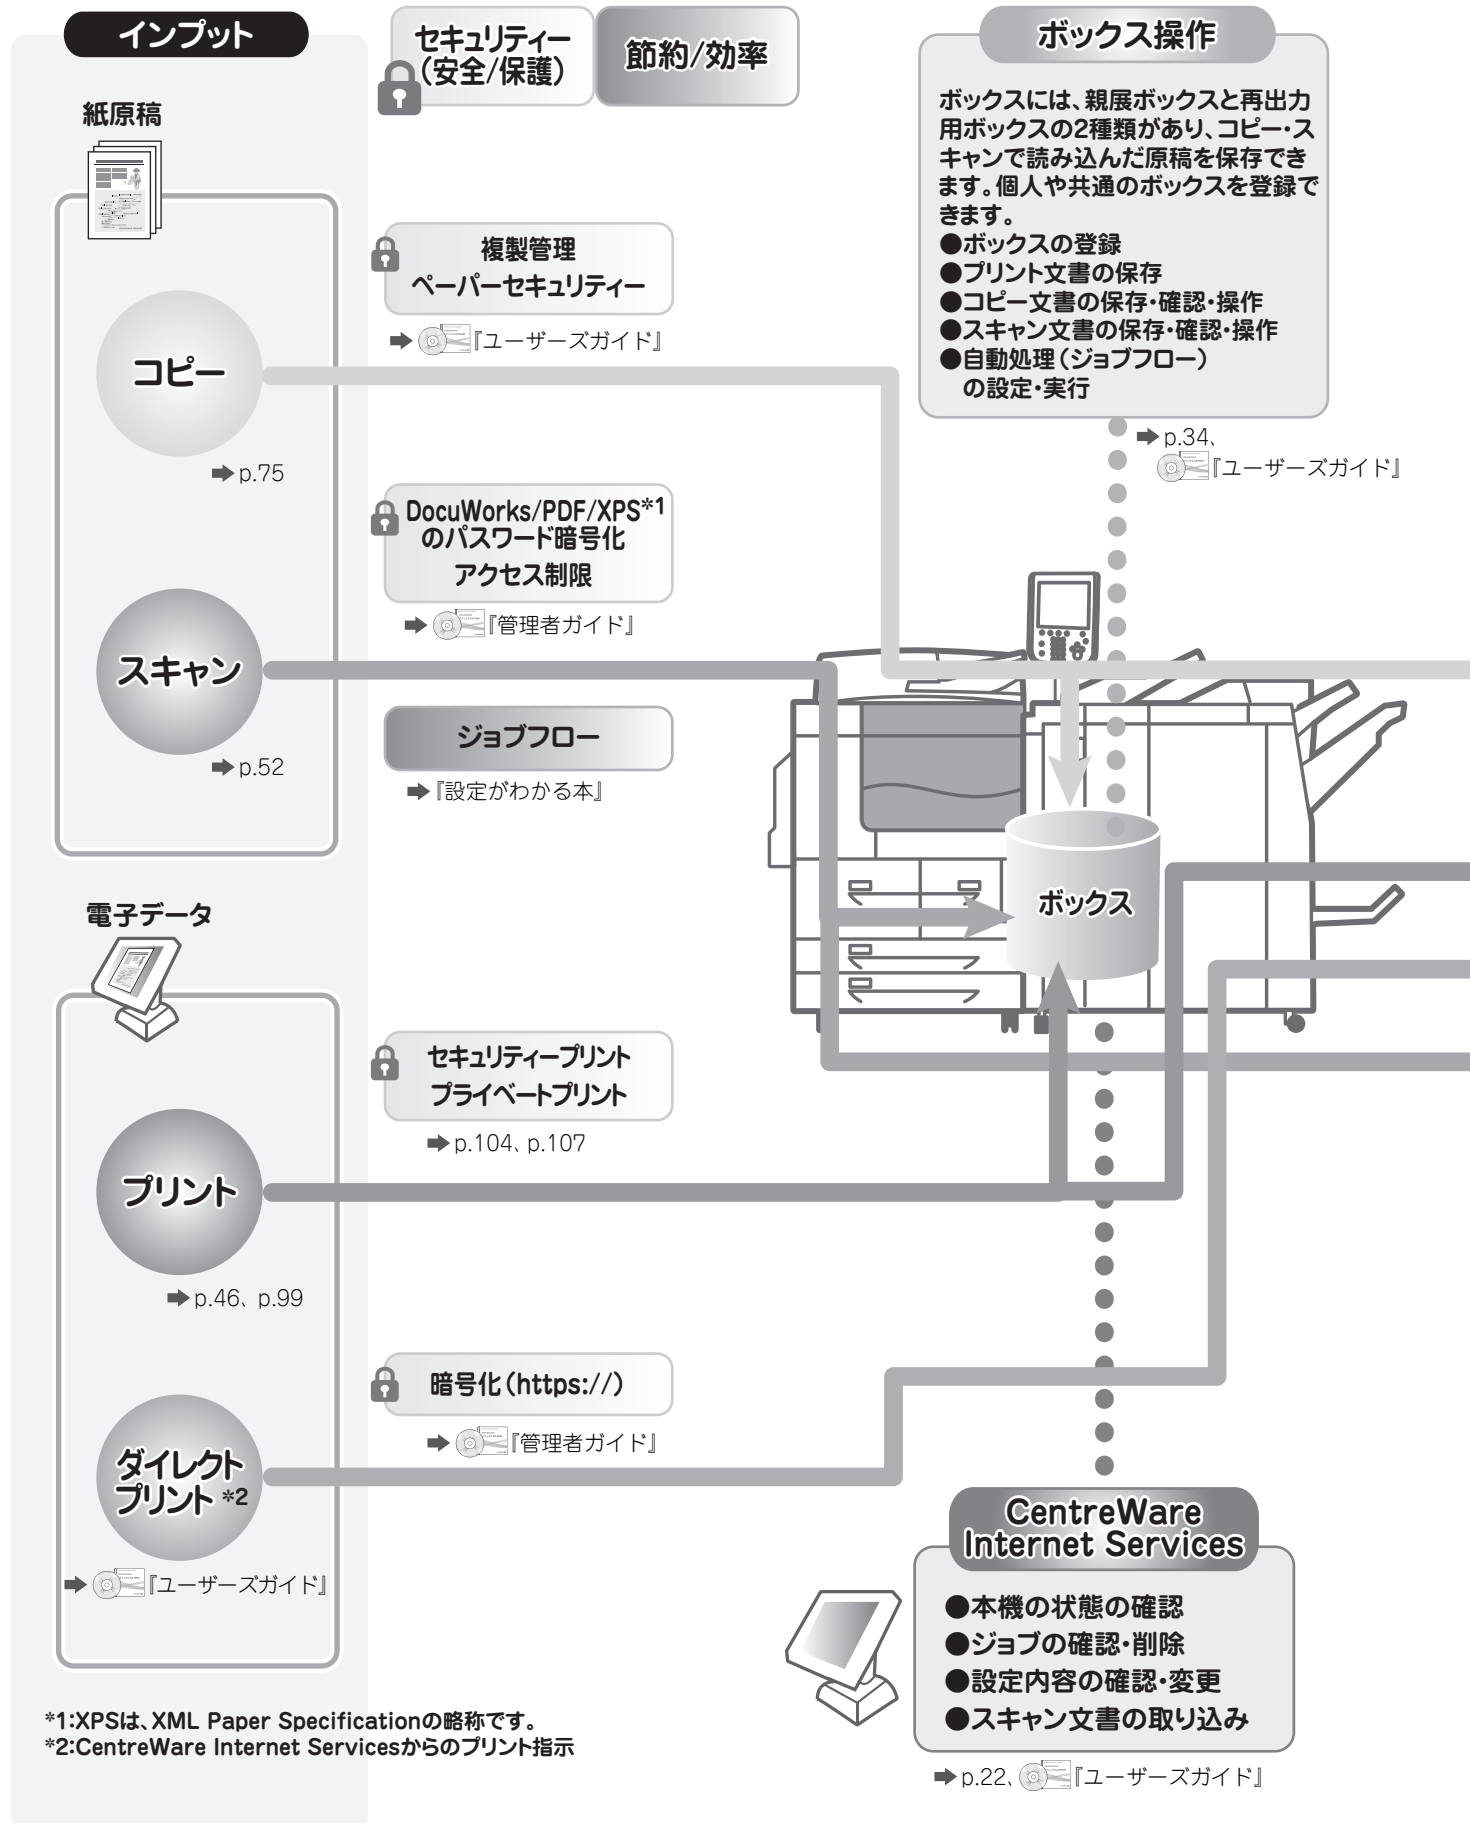 インプット
セキュリティー
（安全/保護）
節約/効率
紙原稿
コピー
➡p.75
スキャン
➡p.52
複製管理
ペーパーセキュリティー
➡『ユーザーズガイド』
DocuWorks/PDF/XPS*1
のパスワード暗号化
アクセス制限
➡『管理者ガイド』
ジョブフロー
➡『設定がわかる本』
ボックス操作
ボックスには、親展ボックスと再出力
用ボックスの2種類があり、コピー・ス
キャンで読み込んだ原稿を保存でき
ます。個人や共通のボックスを登録で
きます。
●ボックスの登録
●プリント文書の保存
●コピー文書の保存・確認・操作
●スキャン文書の保存・確認・操作
●自動処理（ジョブフロー）
の設定・実行
➡p.34、
『ユーザーズガイド』
ボックス
電子データ
プリント
➡p.46、p.99
ダイレクト
プリント*2
➡『ユーザーズガイド』
セキュリティープリント
プライベートプリント
➡p.104、p.107
暗号化（https://）
➡『管理者ガイド』
CentreWare
Internet Services
●本機の状態の確認
●ジョブの確認・削除
●設定内容の確認・変更
●スキャン文書の取り込み
➡p.22、『ユーザーズガイド』
*1:XPSは、XML Paper Specificationの略称です。
*2:CentreWare Internet Servicesからのプリント指示